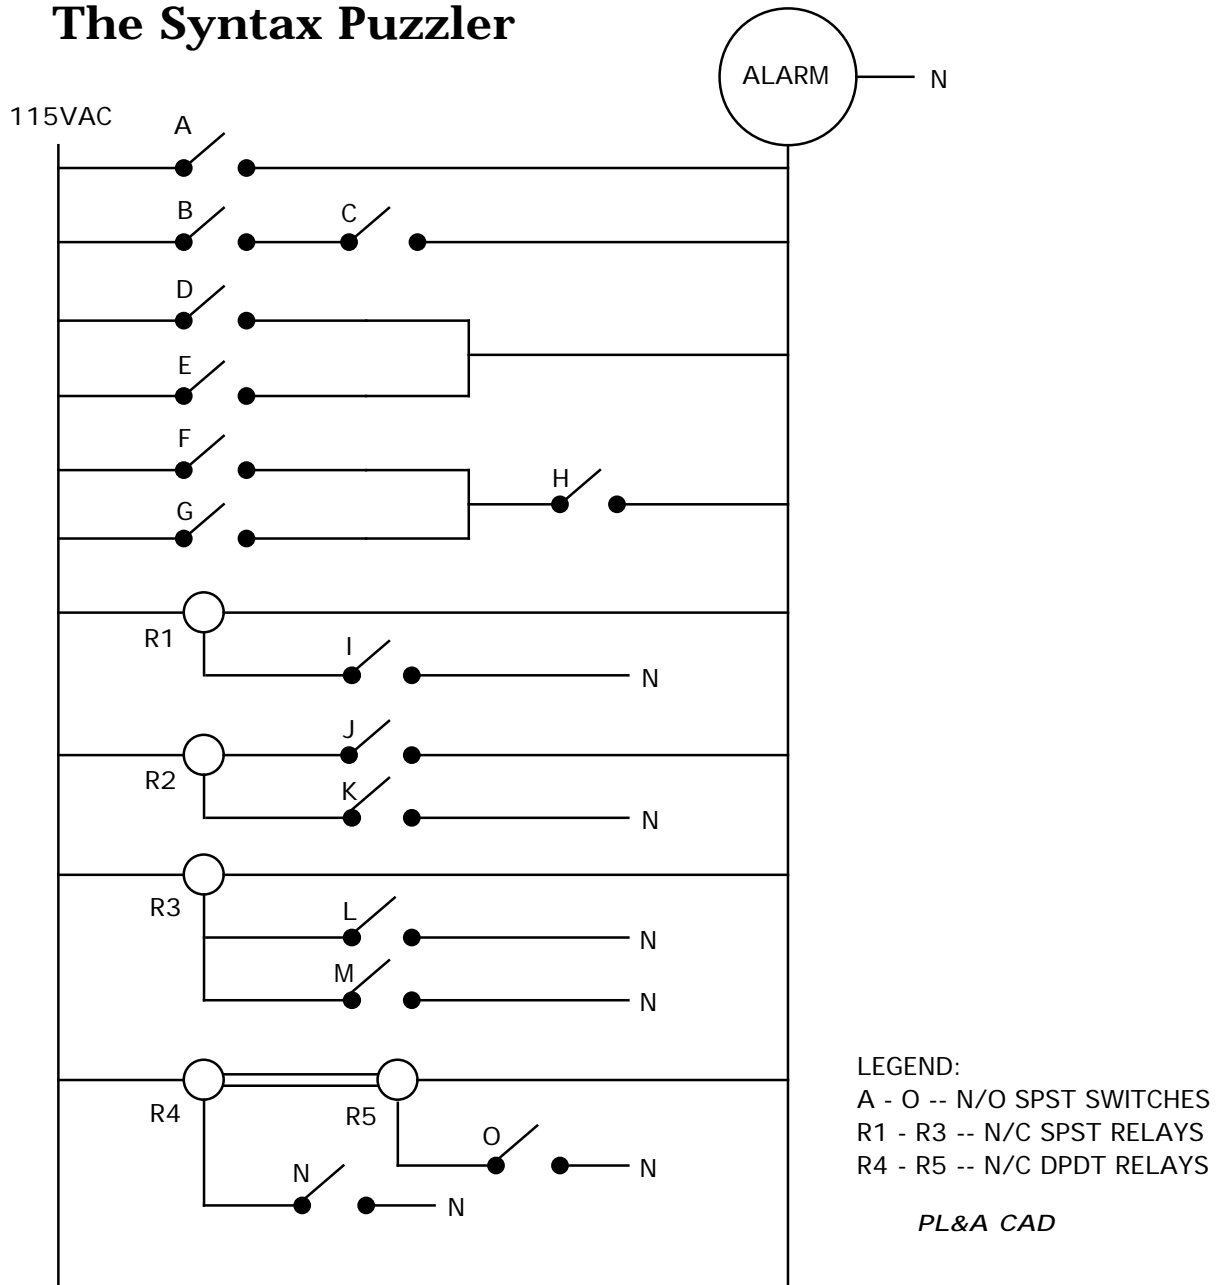 The Syntax Puzzler
ALARM
N
115VAC
A
B
C
D
E
F
H
G
R1
I
N
J
R2
K
N
R3
L
N
M
N
R4
R5
O
N
N
N
LEGEND:
A - O -- N/O SPST SWITCHES
R1 - R3 -- N/C SPST RELAYS
R4 - R5 -- N/C DPDT RELAYS
PL&A CAD